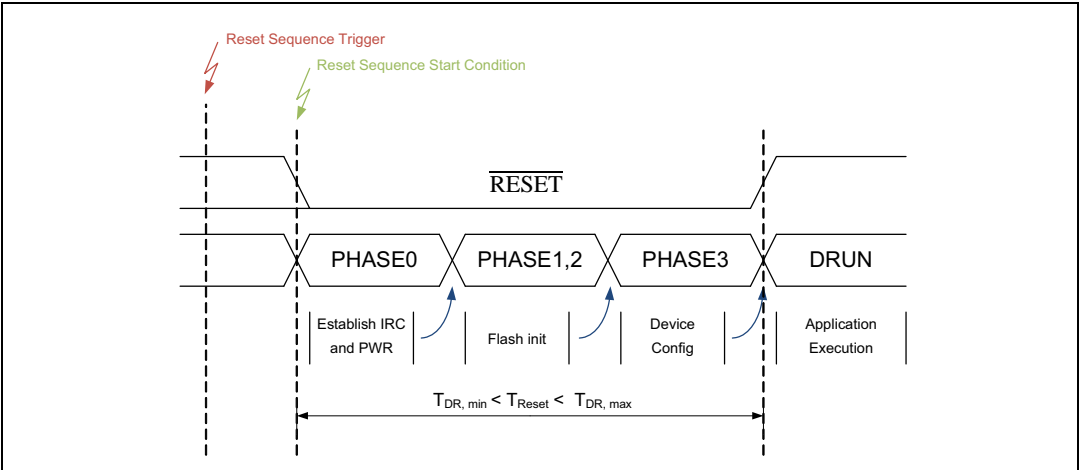 Reset Sequence Trigger
Reset Sequence Start Condition
RESET
PHASE0
PHASE1,2
PHASE3
DRUN
Establish IRC
and PWR
Flash init
Device
Config
Application
Execution
TDR, min < TReset < TDR, max